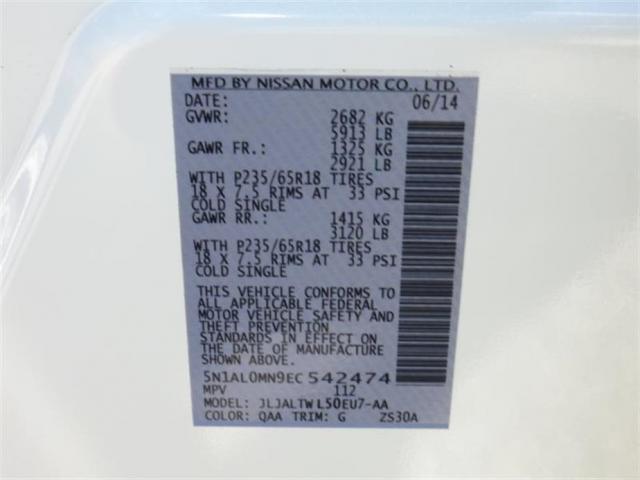 MFD BY NISSAN MOTOR CO., LTD.
DATE: 06/14
GVWR: 2682 KG
5913 LB
GAWR FR.: 1325 KG
2921 LB
WITH P235/65R18 TIRES
18 X 7.5 RIMS AT 33 PSI
COLD SINGLE
GAWR RR.: 1415 KG
3120 LB
WITH P235/65R18 TIRES
18 X 7.5 RIMS AT 33 PSI
COLD SINGLE
THIS VEHICLE CONFORMS TO
ALL APPLICABLE FEDERAL
MOTOR VEHICLE SAFETY AND
THEFT PREVENTION
STANDARDS IN EFFECT ON
THE DATE OF MANUFACTURE
SHOWN ABOVE.
5N1AL0MN9EC 542474
MPV 112
MODEL: JLJALTW L50EU7-AA
COLOR: QAA TRIM: G ZS30A